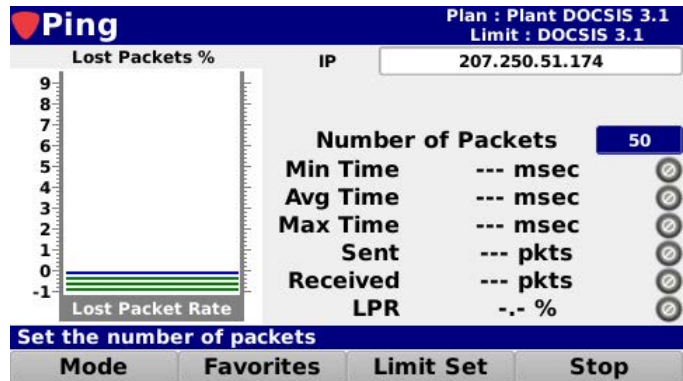 Ping
Plan : Plant DOCSIS 3.1
Limit : DOCSIS 3.1
Lost Packets %
IP 207.250.51.174
9
8
7
6
5
4
3
2
1
0
-1
Lost Packet Rate
Number of Packets 50
Min Time --- msec
Avg Time --- msec
Max Time --- msec
Sent --- pkts
Received --- pkts
LPR -.- %
Set the number of packets
Mode Favorites Limit Set Stop